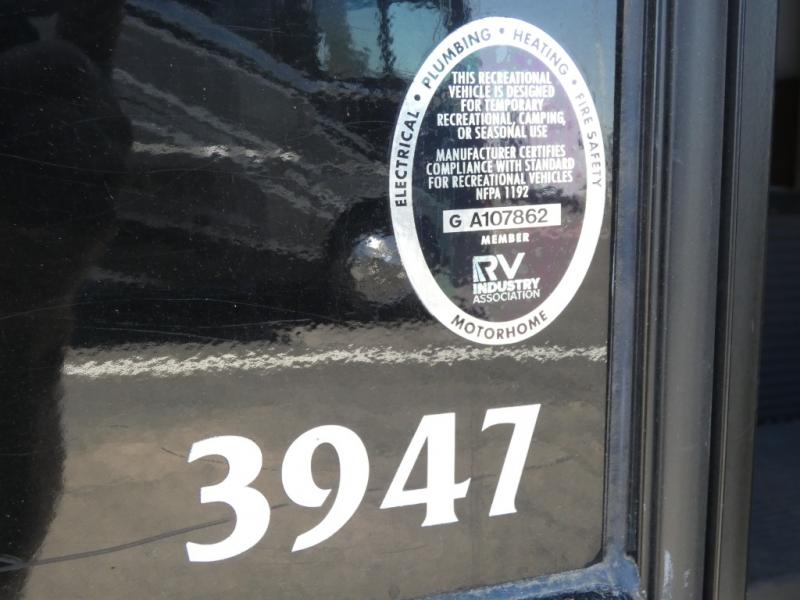 ELECTRICAL • PLUMBING • HEATING • FIRE SAFETY
THIS RECREATIONAL
VEHICLE IS DESIGNED
FOR TEMPORARY
RECREATIONAL, CAMPING,
OR SEASONAL USE
MANUFACTURER CERTIFIES
COMPLIANCE WITH STANDARD
FOR RECREATIONAL VEHICLES
NFPA 1192
G A107862
MEMBER
RV
INDUSTRY
ASSOCIATION
MOTORHOME
3947